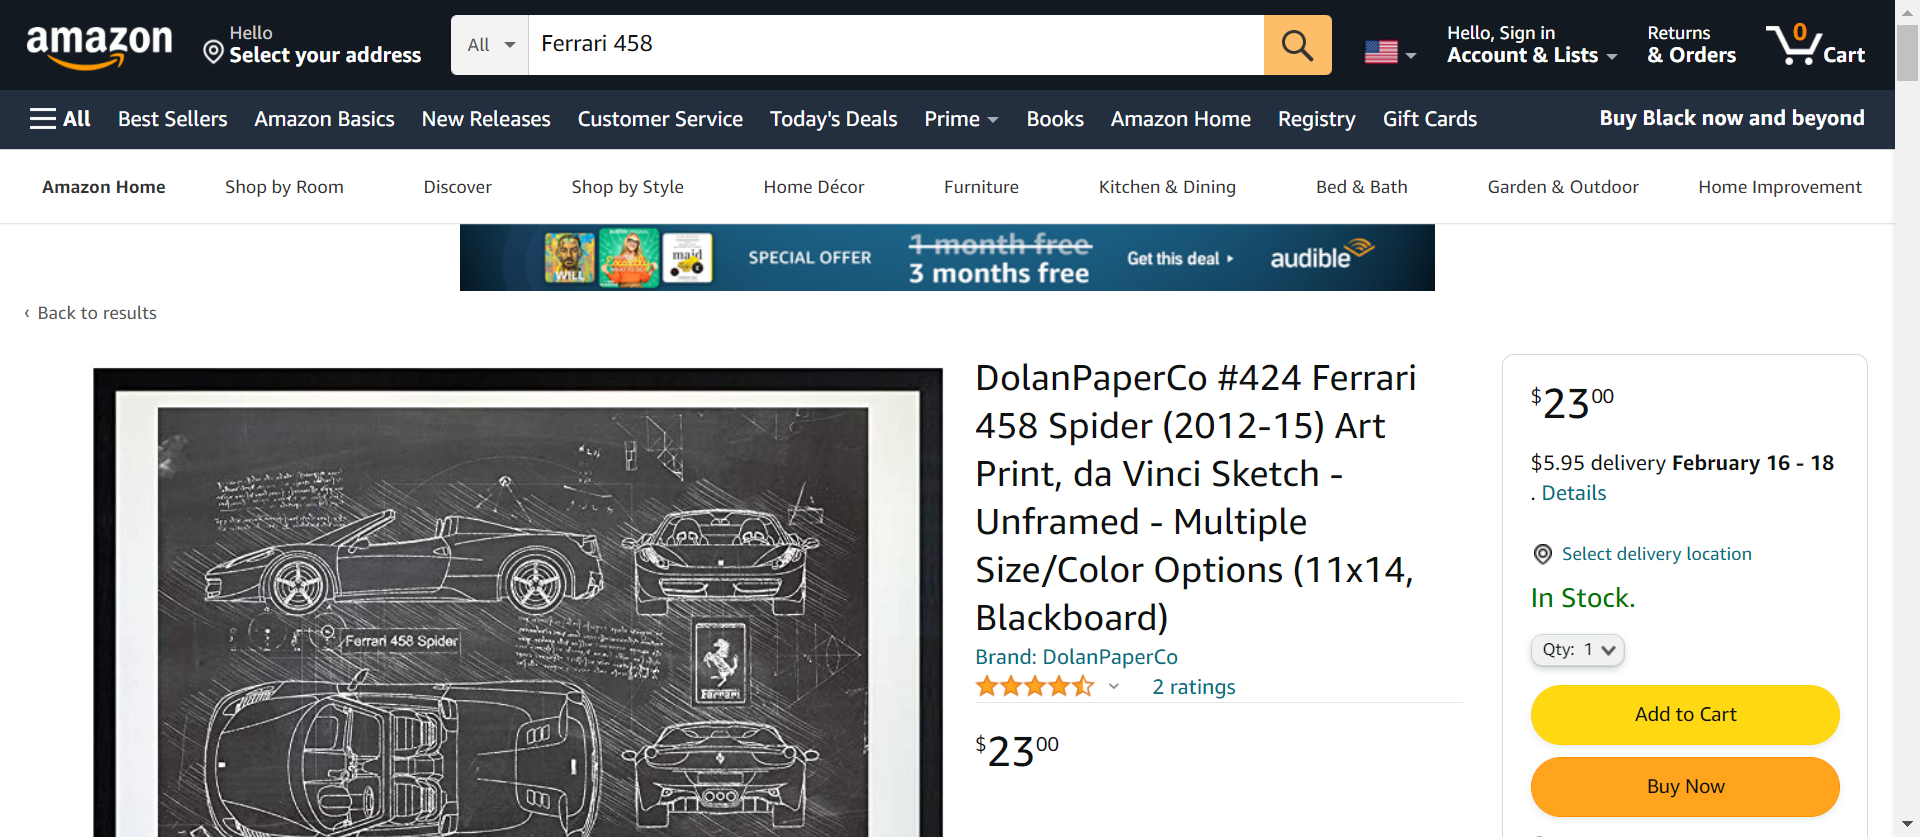 amazon
Hello
Select your address
All
Ferrari 458
Hello, Sign in
Account & Lists
Returns
& Orders
0
Cart
All
Best Sellers
Amazon Basics
New Releases
Customer Service
Today's Deals
Prime
Books
Amazon Home
Registry
Gift Cards
Buy Black now and beyond
Amazon Home
Shop by Room
Discover
Shop by Style
Home Décor
Furniture
Kitchen & Dining
Bed & Bath
Garden & Outdoor
Home Improvement
WILL
maid
SPECIAL OFFER
1 month free
3 months free
Get this deal
audible
‹ Back to results
Ferrari 458 Spider
Ferrari
DolanPaperCo #424 Ferrari
458 Spider (2012-15) Art
Print, da Vinci Sketch -
Unframed - Multiple
Size/Color Options (11x14,
Blackboard)
Brand: DolanPaperCo
2 ratings
$23.00
$23.00
$5.95 delivery February 16 - 18
. Details
Select delivery location
In Stock.
Qty: 1
Add to Cart
Buy Now